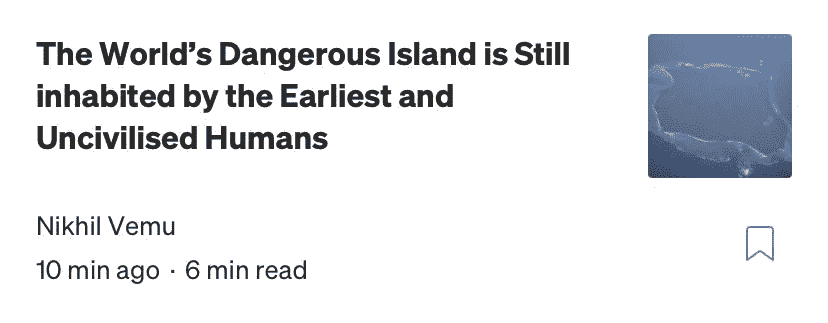 The World’s Dangerous Island is Still
inhabited by the Earliest and
Uncivilised Humans
Nikhil Vemu
10 min ago · 6 min read